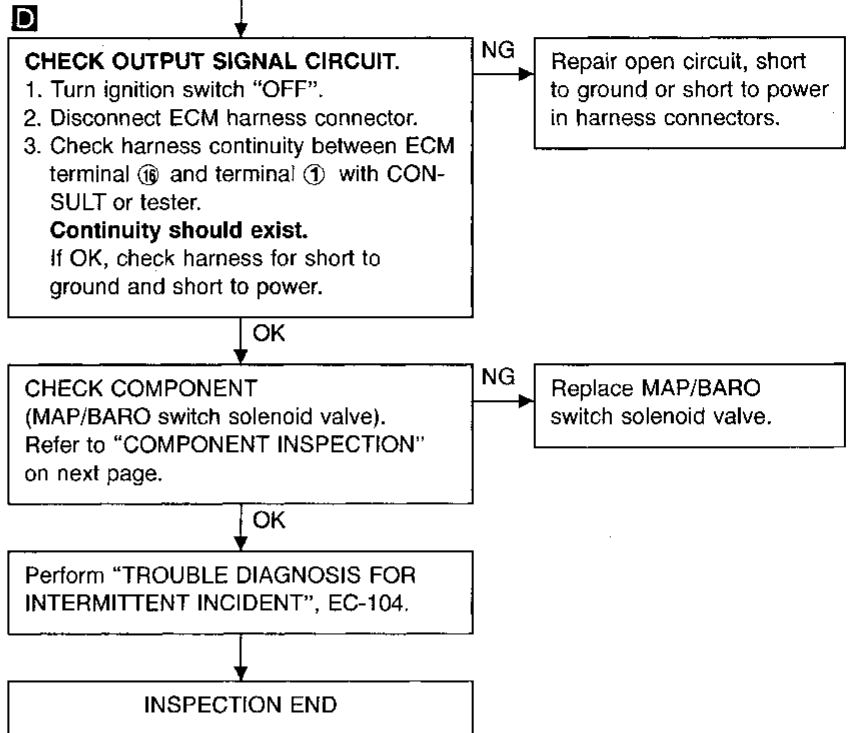 D
CHECK OUTPUT SIGNAL CIRCUIT.
1. Turn ignition switch “OFF”.
2. Disconnect ECM harness connector.
3. Check harness continuity between ECM
terminal ⑯ and terminal ① with CON-
SULT or tester.
Continuity should exist.
If OK, check harness for short to
ground and short to power.
NG
Repair open circuit, short
to ground or short to power
in harness connectors.
OK
CHECK COMPONENT
(MAP/BARO switch solenoid valve).
Refer to “COMPONENT INSPECTION”
on next page.
NG
Replace MAP/BARO
switch solenoid valve.
OK
Perform “TROUBLE DIAGNOSIS FOR
INTERMITTENT INCIDENT”, EC-104.
INSPECTION END